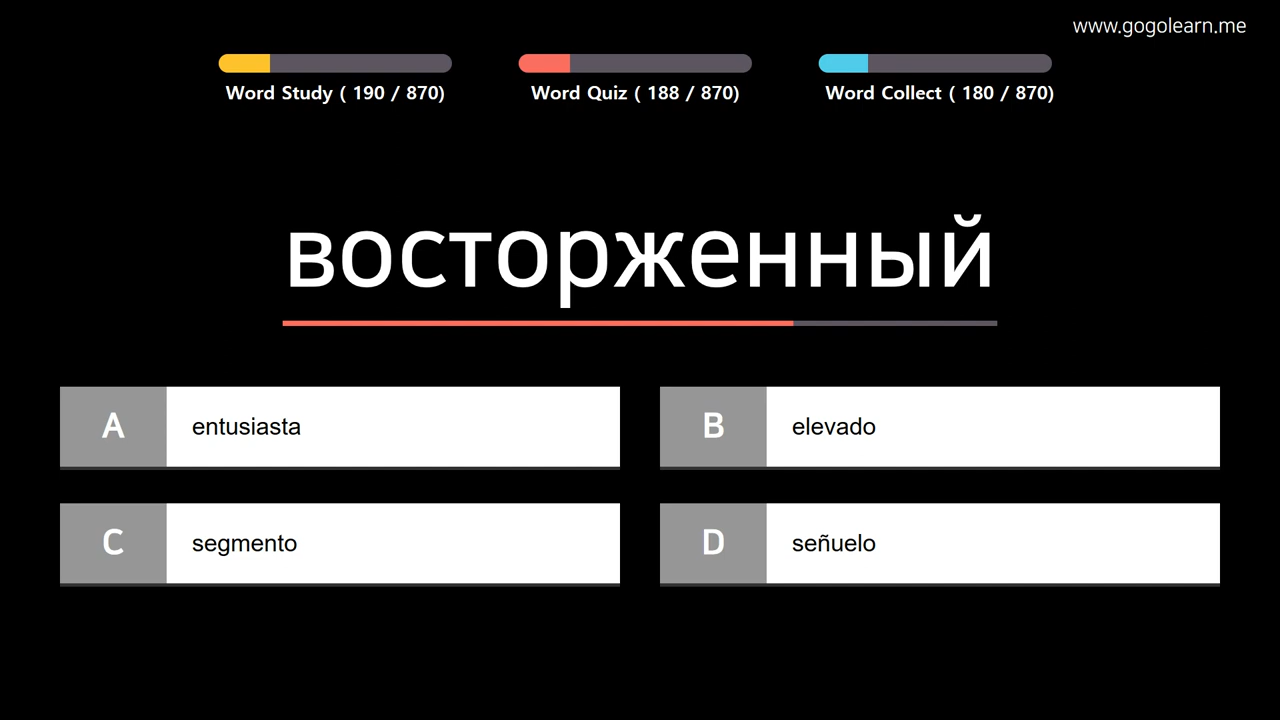 www.gogolearn.me
Word Study ( 190 / 870)
Word Quiz ( 188 / 870)
Word Collect ( 180 / 870)
восторженный
A entusiasta
B elevado
C segmento
D señuelo